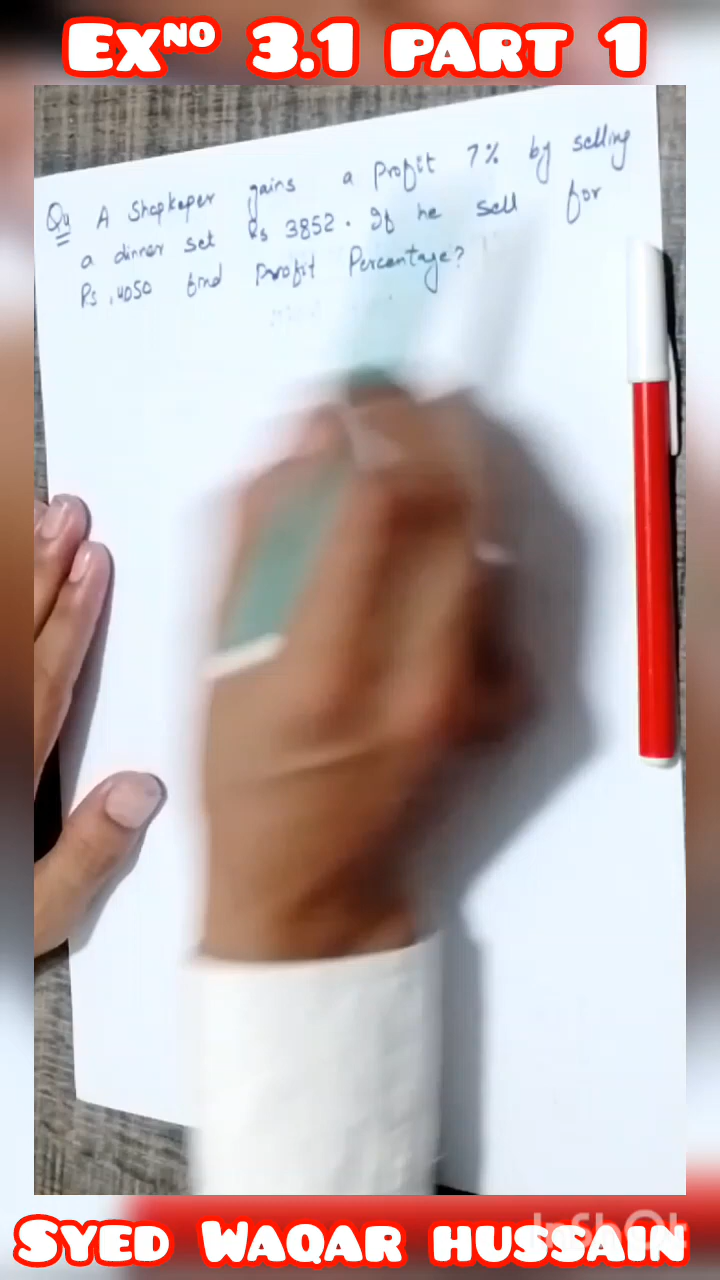 Exᴺᴼ 3.1 PART 1
Q4 A Shopkeper gains a Profit 7% by selling
a dinner set Rs 3852. If he sell for
Rs.4050 find Profit Percentage?
SYED WAQAR HUSSAIN
InShot